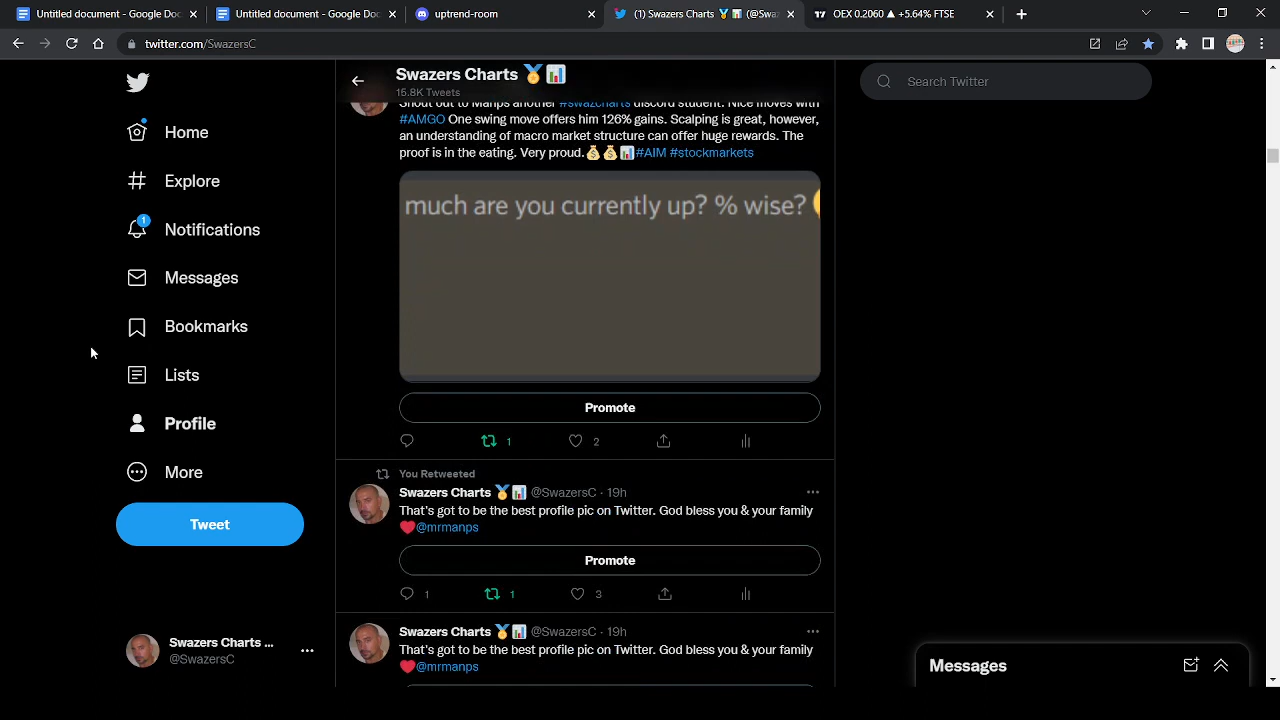 Untitled document - Google Doc
Untitled document - Google Doc
uptrend-room
(1) Swazers Charts 🥇📊 (@Swa
OEX 0.2060 ▲ +5.64% FTSE
twitter.com/SwazersC
Swazers Charts 🥇📊
15.8K Tweets
Search Twitter
Home
Explore
1
Notifications
Messages
Bookmarks
Lists
Profile
More
Tweet
Swazers Charts ...
@SwazersC
Shout out to Manps another #swazcharts discord student. Nice moves with
#AMGO One swing move offers him 126% gains. Scalping is great, however,
an understanding of macro market structure can offer huge rewards. The
proof is in the eating. Very proud.💰💰📊#AIM #stockmarkets
much are you currently up? % wise?
Promote
1 2
You Retweeted
Swazers Charts 🥇📊 @SwazersC · 19h
That's got to be the best profile pic on Twitter. God bless you & your family
❤️@mrmanps
Promote
1 1 3
Swazers Charts 🥇📊 @SwazersC · 19h
That's got to be the best profile pic on Twitter. God bless you & your family
❤️@mrmanps
Messages